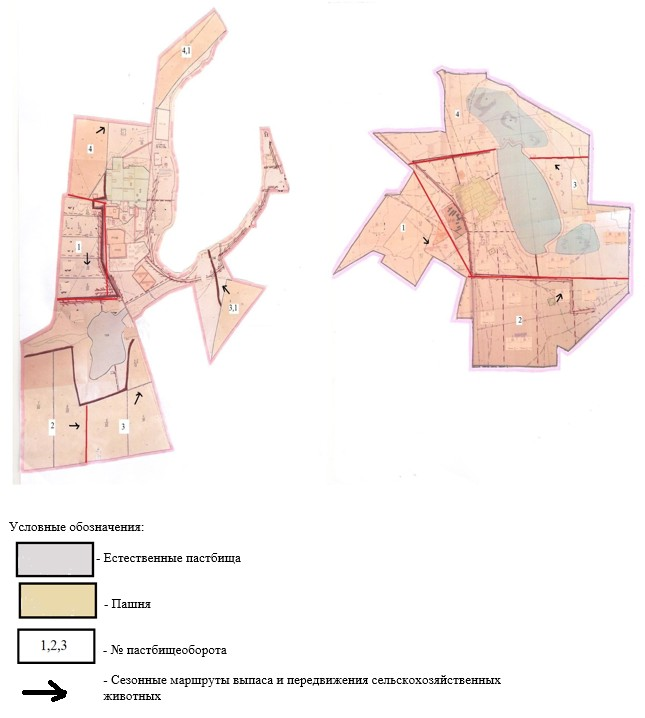 4,1
4
4
3
1
1
3,1
2
2
3
Условные обозначения:
- Естественные пастбища
- Пашня
1,2,3
- № пастбищеоборота
- Сезонные маршруты выпаса и передвижения сельскохозяйственных
животных